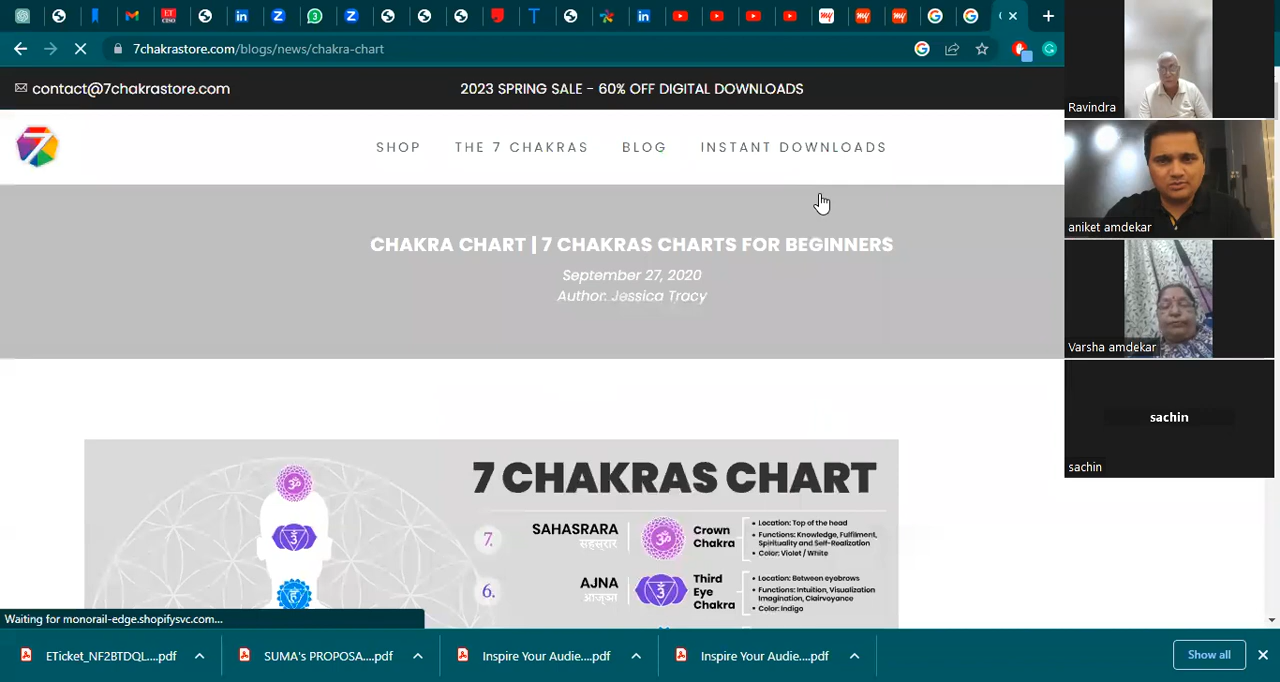 7chakrastore.com/blogs/news/chakra-chart
contact@7chakrastore.com
2023 SPRING SALE - 60% OFF DIGITAL DOWNLOADS
7
SHOP
THE 7 CHAKRAS
BLOG
INSTANT DOWNLOADS
CHAKRA CHART | 7 CHAKRAS CHARTS FOR BEGINNERS
September 27, 2020
Author: Jessica Tracy
7 CHAKRAS CHART
7.
SAHASRARA
सहस्रार
ॐ
Crown
Chakra
• Location: Top of the head
• Functions: Knowledge, Fulfilment,
Spirituality and Self-Realization
• Color: Violet / White
6.
AJNA
आज्ञा
Third
Eye
Chakra
• Location: Between eyebrows
• Functions: Intuition, Visualization
Imagination, Clairvoyance
• Color: Indigo
Ravindra
aniket amdekar
Varsha amdekar
sachin
sachin
Waiting for monorail-edge.shopifysvc.com...
ETicket_NF2BTDQL....pdf
SUMA's PROPOSA....pdf
Inspire Your Audie....pdf
Inspire Your Audie....pdf
Show all